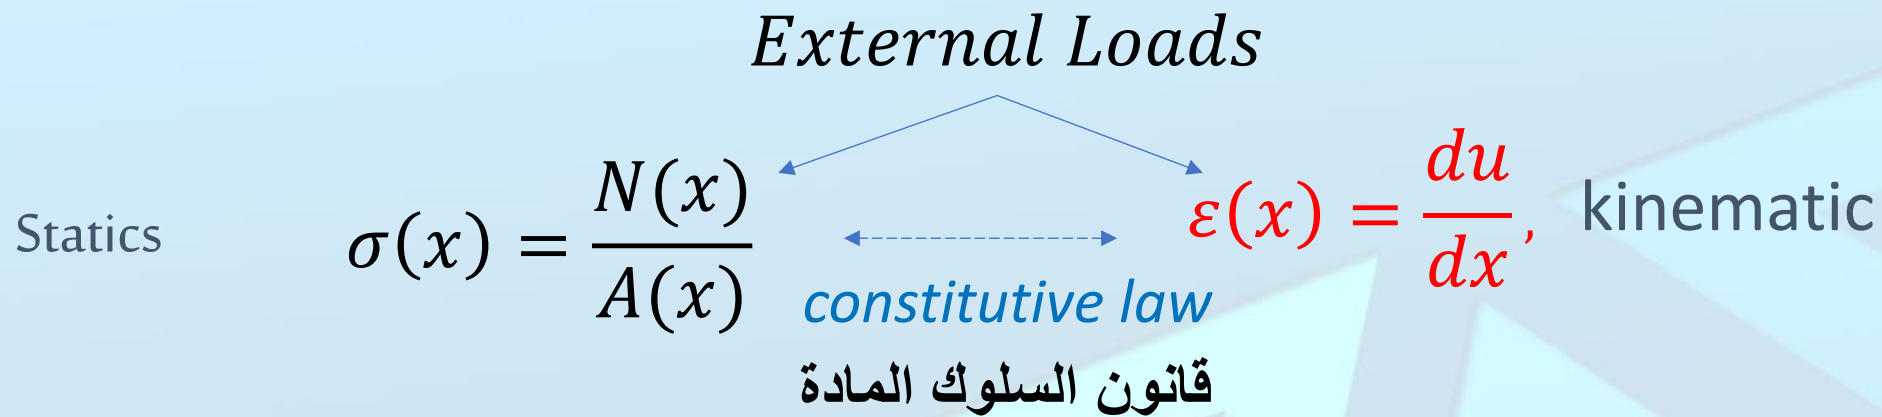 External Loads
Statics σ(x) = N(x)/A(x) ε(x) = du/dx, kinematic
constitutive law
قانون السلوك المادة